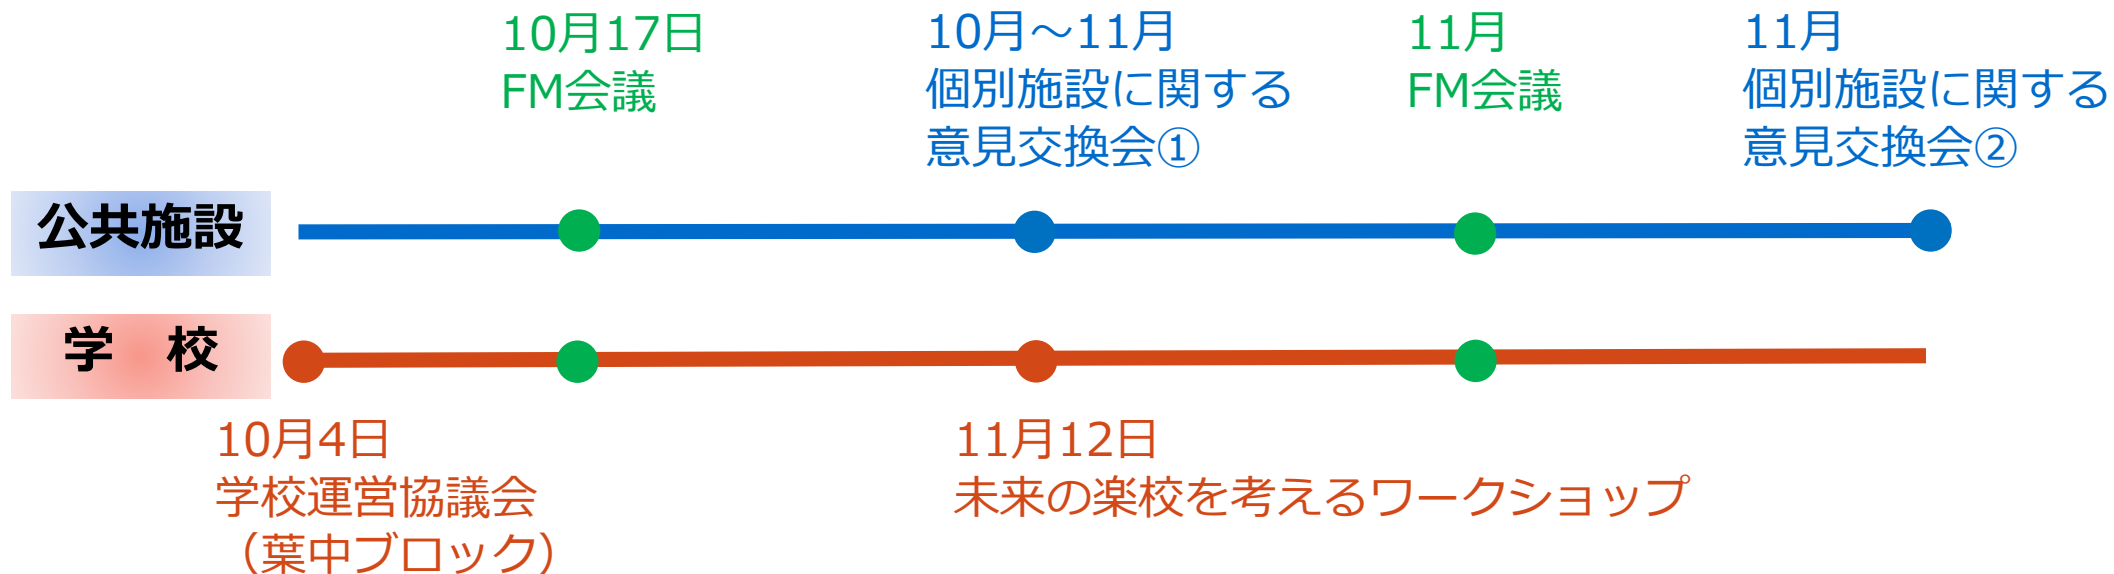 10月17日
FM会議
10月～11月
個別施設に関する
意見交換会①
11月
FM会議
11月
個別施設に関する
意見交換会②
公共施設
学　校
10月4日
学校運営協議会
（葉中ブロック）
11月12日
未来の楽校を考えるワークショップ